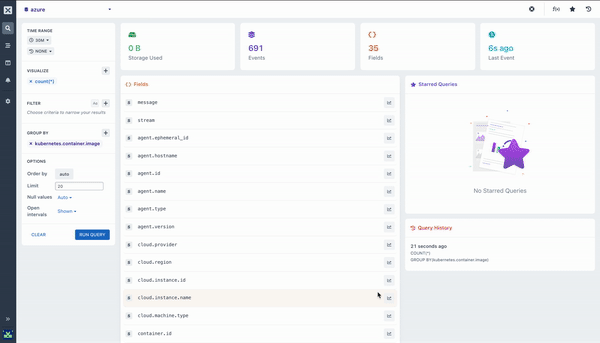 azure
f(x)
TIME RANGE
30M
NONE
VISUALIZE
count(*)
FILTER
Aa
Choose criteria to narrow your results
GROUP BY
kubernetes.container.image
OPTIONS
Order by auto
Limit 20
Null values Auto
Open intervals Shown
CLEAR
RUN QUERY
0 B
Storage Used
691
Events
35
Fields
6s ago
Last Event
Fields
message
stream
agent.ephemeral_id
agent.hostname
agent.id
agent.name
agent.type
agent.version
cloud.provider
cloud.region
cloud.instance.id
cloud.instance.name
cloud.machine.type
container.id
Starred Queries
No Starred Queries
Query History
21 seconds ago
COUNT(*)
GROUP BY(kubernetes.container.image)